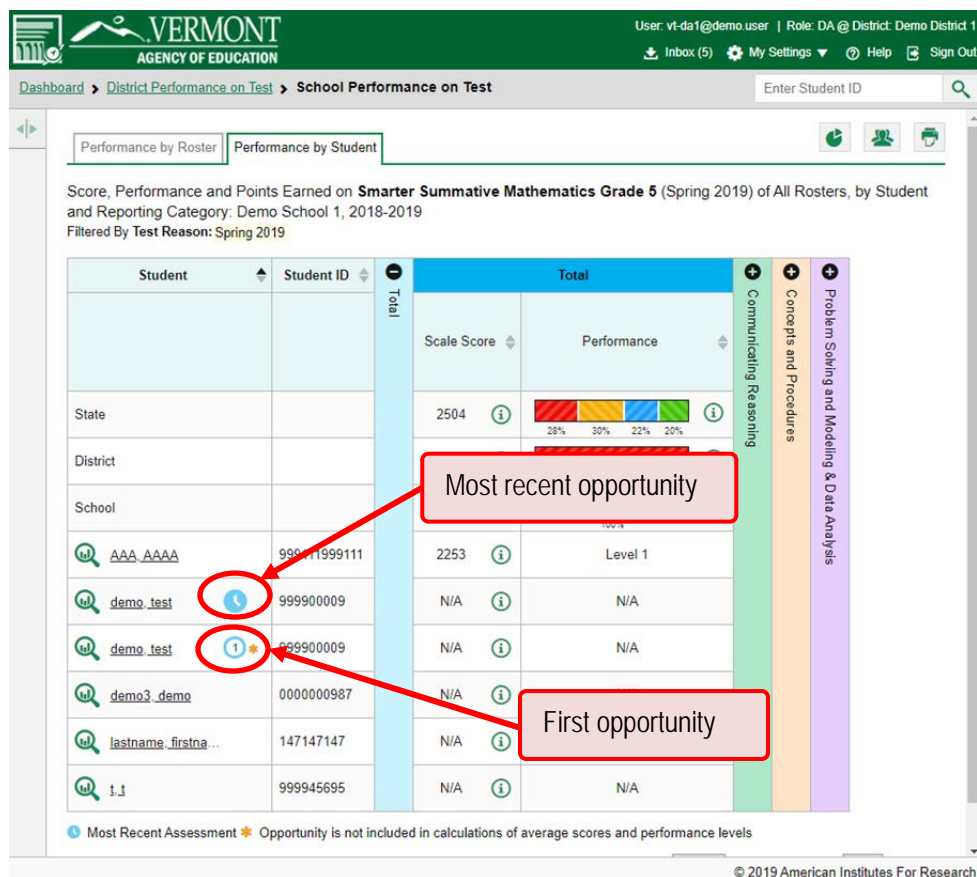 VERMONT
AGENCY OF EDUCATION
User: vt-da1@demo.user | Role: DA @ District: Demo District 1
Inbox (5) My Settings Help Sign Out
Dashboard District Performance on Test School Performance on Test
Enter Student ID
Performance by Roster Performance by Student
Score, Performance and Points Earned on Smarter Summative Mathematics Grade 5 (Spring 2019) of All Rosters, by Student
and Reporting Category: Demo School 1, 2018-2019
Filtered By Test Reason: Spring 2019
Student Student ID Total Total
Communicating Reasoning
Concepts and Procedures
Problem Solving and Modeling & Data Analysis
Scale Score Performance
State 2504
28% 30% 22% 20%
District
Most recent opportunity
School
100%
AAA, AAAA 999111999111 2253 Level 1
demo, test 999900009 N/A N/A
demo, test 1 * 999900009 N/A N/A
demo3, demo 0000000987 N/A
First opportunity
lastname, firstna... 147147147 N/A
t, t 999945695 N/A N/A
Most Recent Assessment * Opportunity is not included in calculations of average scores and performance levels
© 2019 American Institutes For Research